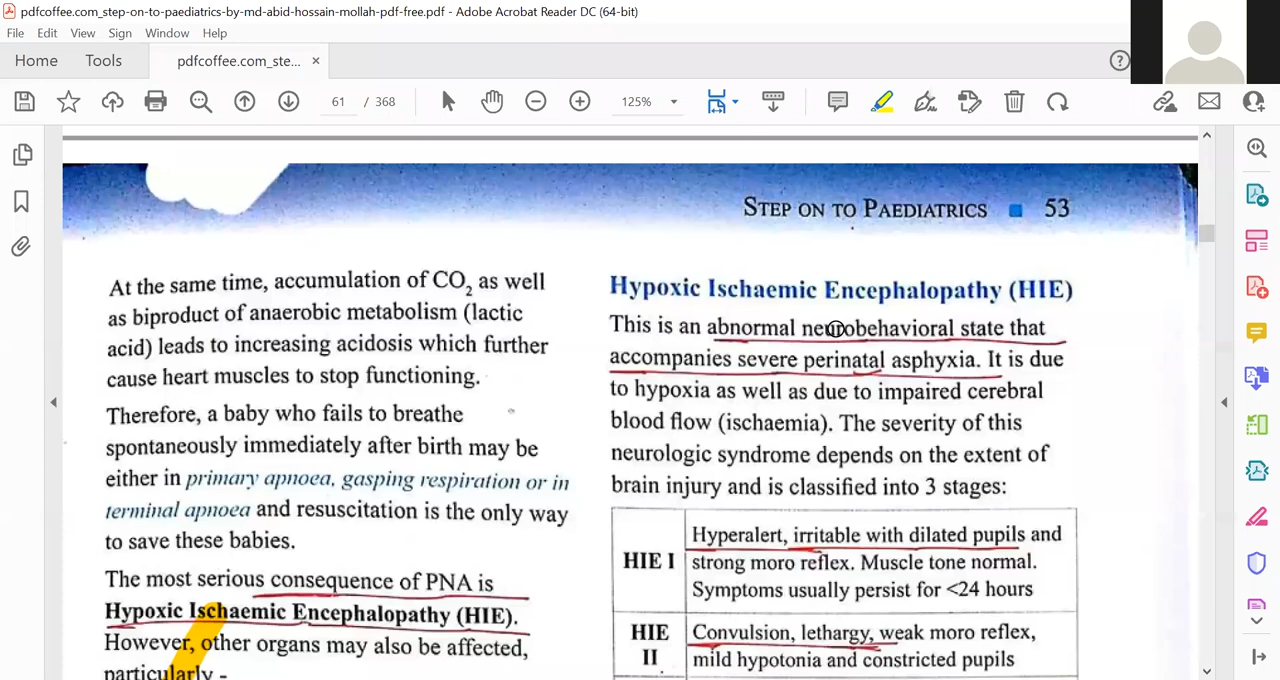 pdfcoffee.com_step-on-to-paediatrics-by-md-abid-hossain-mollah-pdf-free.pdf - Adobe Acrobat Reader DC (64-bit)
File Edit View Sign Window Help
Home Tools pdfcoffee.com_ste... ×
61 / 368 125%
STEP ON TO PAEDIATRICS 53
At the same time, accumulation of CO₂ as well
as biproduct of anaerobic metabolism (lactic
acid) leads to increasing acidosis which further
cause heart muscles to stop functioning.
Therefore, a baby who fails to breathe
spontaneously immediately after birth may be
either in primary apnoea, gasping respiration or in
terminal apnoea and resuscitation is the only way
to save these babies.
The most serious consequence of PNA is
Hypoxic Ischaemic Encephalopathy (HIE).
However, other organs may also be affected,
particularly -
Hypoxic Ischaemic Encephalopathy (HIE)
This is an abnormal neurobehavioral state that
accompanies severe perinatal asphyxia. It is due
to hypoxia as well as due to impaired cerebral
blood flow (ischaemia). The severity of this
neurologic syndrome depends on the extent of
brain injury and is classified into 3 stages:
HIE I
Hyperalert, irritable with dilated pupils and
strong moro reflex. Muscle tone normal.
Symptoms usually persist for <24 hours
HIE
II
Convulsion, lethargy, weak moro reflex,
mild hypotonia and constricted pupils